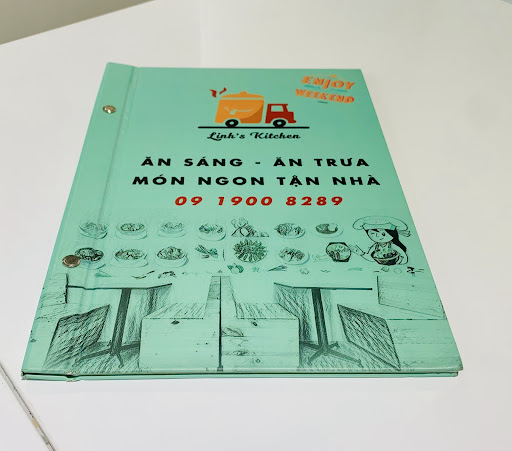 ENJOY
WEEKEND
Linh's Kitchen
ĂN SÁNG - ĂN TRƯA
MÓN NGON TẬN NHÀ
09 1900 8289